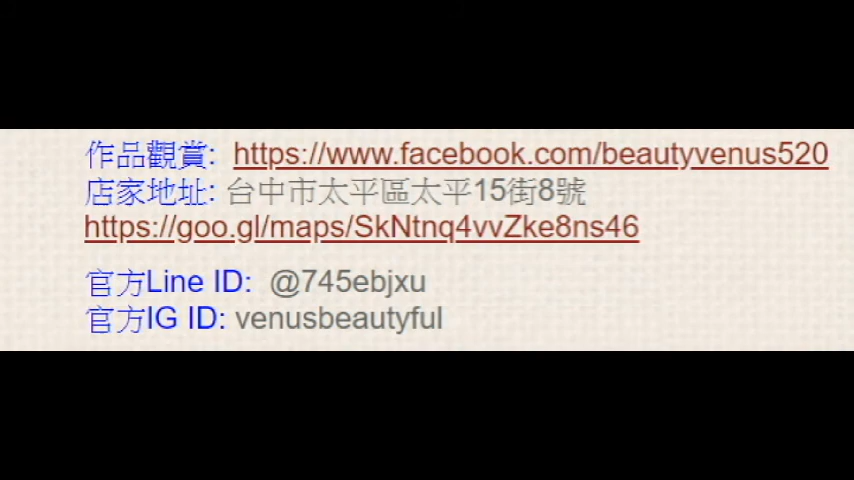 作品觀賞: https://www.facebook.com/beautyvenus520
店家地址: 台中市太平區太平15街8號
https://goo.gl/maps/SkNtnq4vvZke8ns46
官方Line ID: @745ebjxu
官方IG ID: venusbeautyful